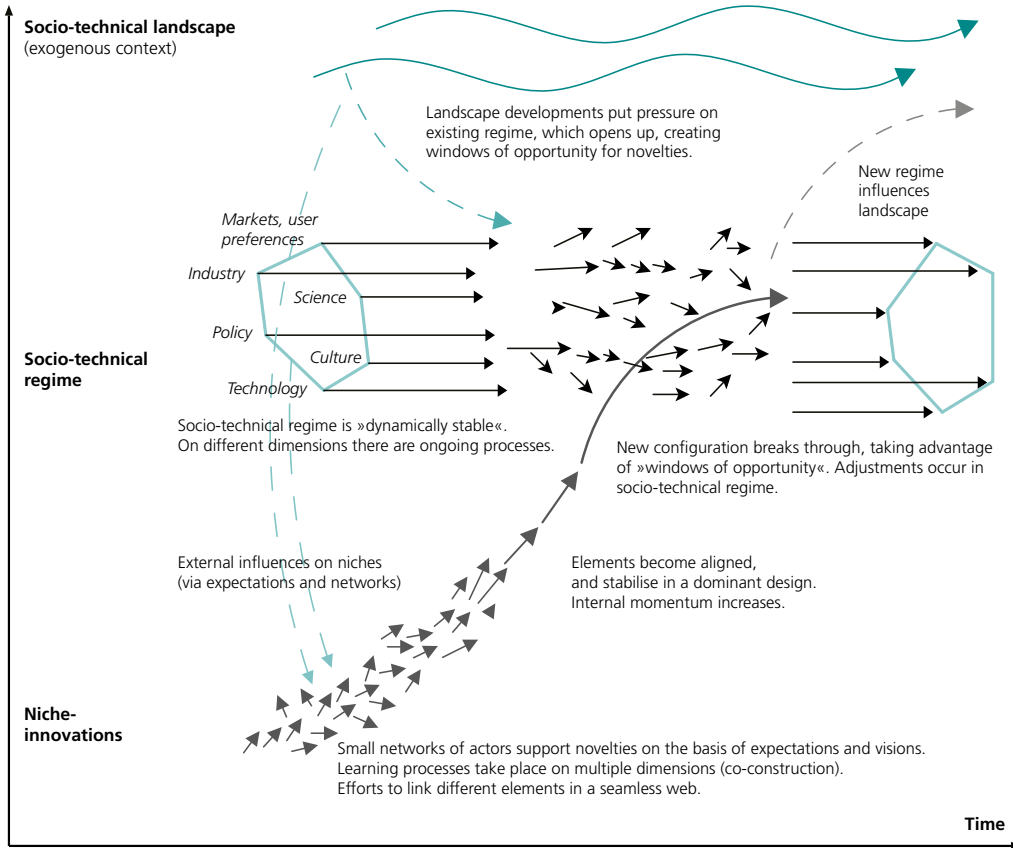 Socio-technical landscape
(exogenous context)
Landscape developments put pressure on
existing regime, which opens up, creating
windows of opportunity for novelties.
New regime
influences
landscape
Markets, user
preferences
Industry
Science
Policy
Culture
Technology
Socio-technical
regime
Socio-technical regime is »dynamically stable«.
On different dimensions there are ongoing processes.
New configuration breaks through, taking advantage
of »windows of opportunity«. Adjustments occur in
socio-technical regime.
External influences on niches
(via expectations and networks)
Elements become aligned,
and stabilise in a dominant design.
Internal momentum increases.
Niche-
innovations
Small networks of actors support novelties on the basis of expectations and visions.
Learning processes take place on multiple dimensions (co-construction).
Efforts to link different elements in a seamless web.
Time